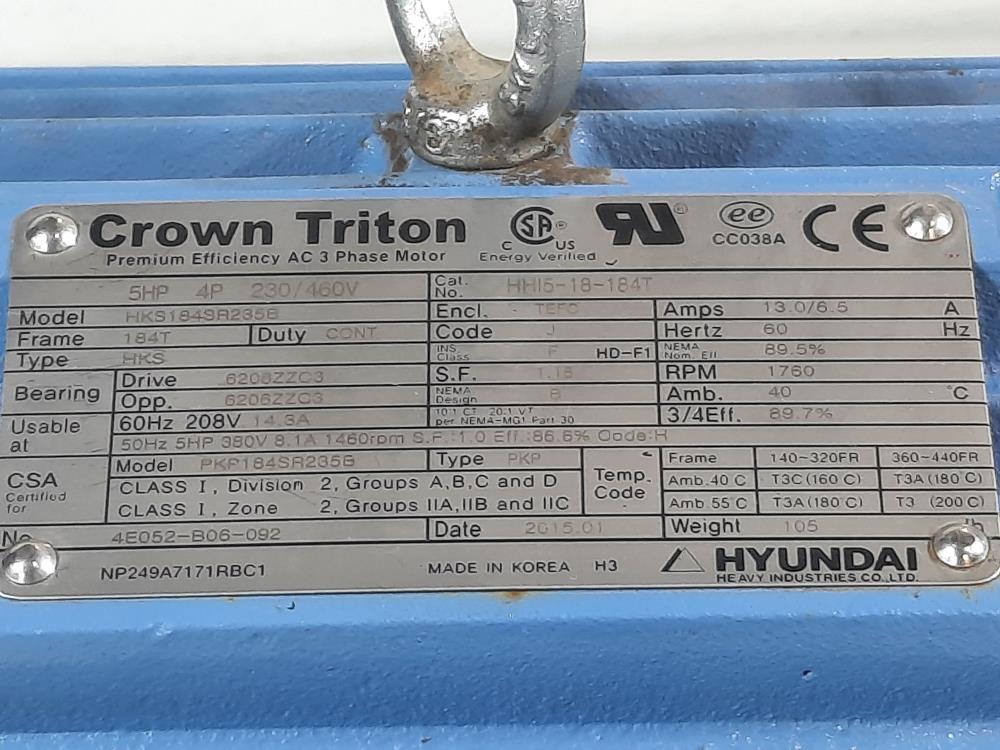 Crown Triton
Premium Efficiency AC 3 Phase Motor
C SA US
Energy Verified
ee
CC038A
CE
5HP 4P 230/460V Cat. No. HHI5-18-184T
Model HKS184SR235B Encl. TEFC Amps 13.0/6.5 A
Frame 184T Duty CONT Code J Hertz 60 Hz
Type HKS INS. Class F HD-F1 NEMA Nom. Eff. 89.5%
Bearing Drive 6208ZZC3 S.F. 1.15 RPM 1760
Opp. 6206ZZC3 NEMA Design B Amb. 40 °C
Usable at 60Hz 208V 14.3A 10:1 CT 20:1 VT per NEMA-MG1 Part 30 3/4Eff. 89.7%
50Hz 5HP 380V 8.1A 1460rpm S.F.:1.0 Eff.:86.6% Code:H
CSA Certified for Model PKP184SR235B Type PKP Temp. Code Frame 140~320FR 360~440FR
CLASS I, Division 2, Groups A,B,C and D Amb.40 C T3C (160 C) T3A (180 C)
CLASS I, Zone 2, Groups IIA,IIB and IIC Amb 55 C T3A (180 C) T3 (200 C)
No. 4E052-B06-092 Date 2015.01 Weight 105 lb
NP249A7171RBC1 MADE IN KOREA H3 HYUNDAI
HEAVY INDUSTRIES CO.,LTD.